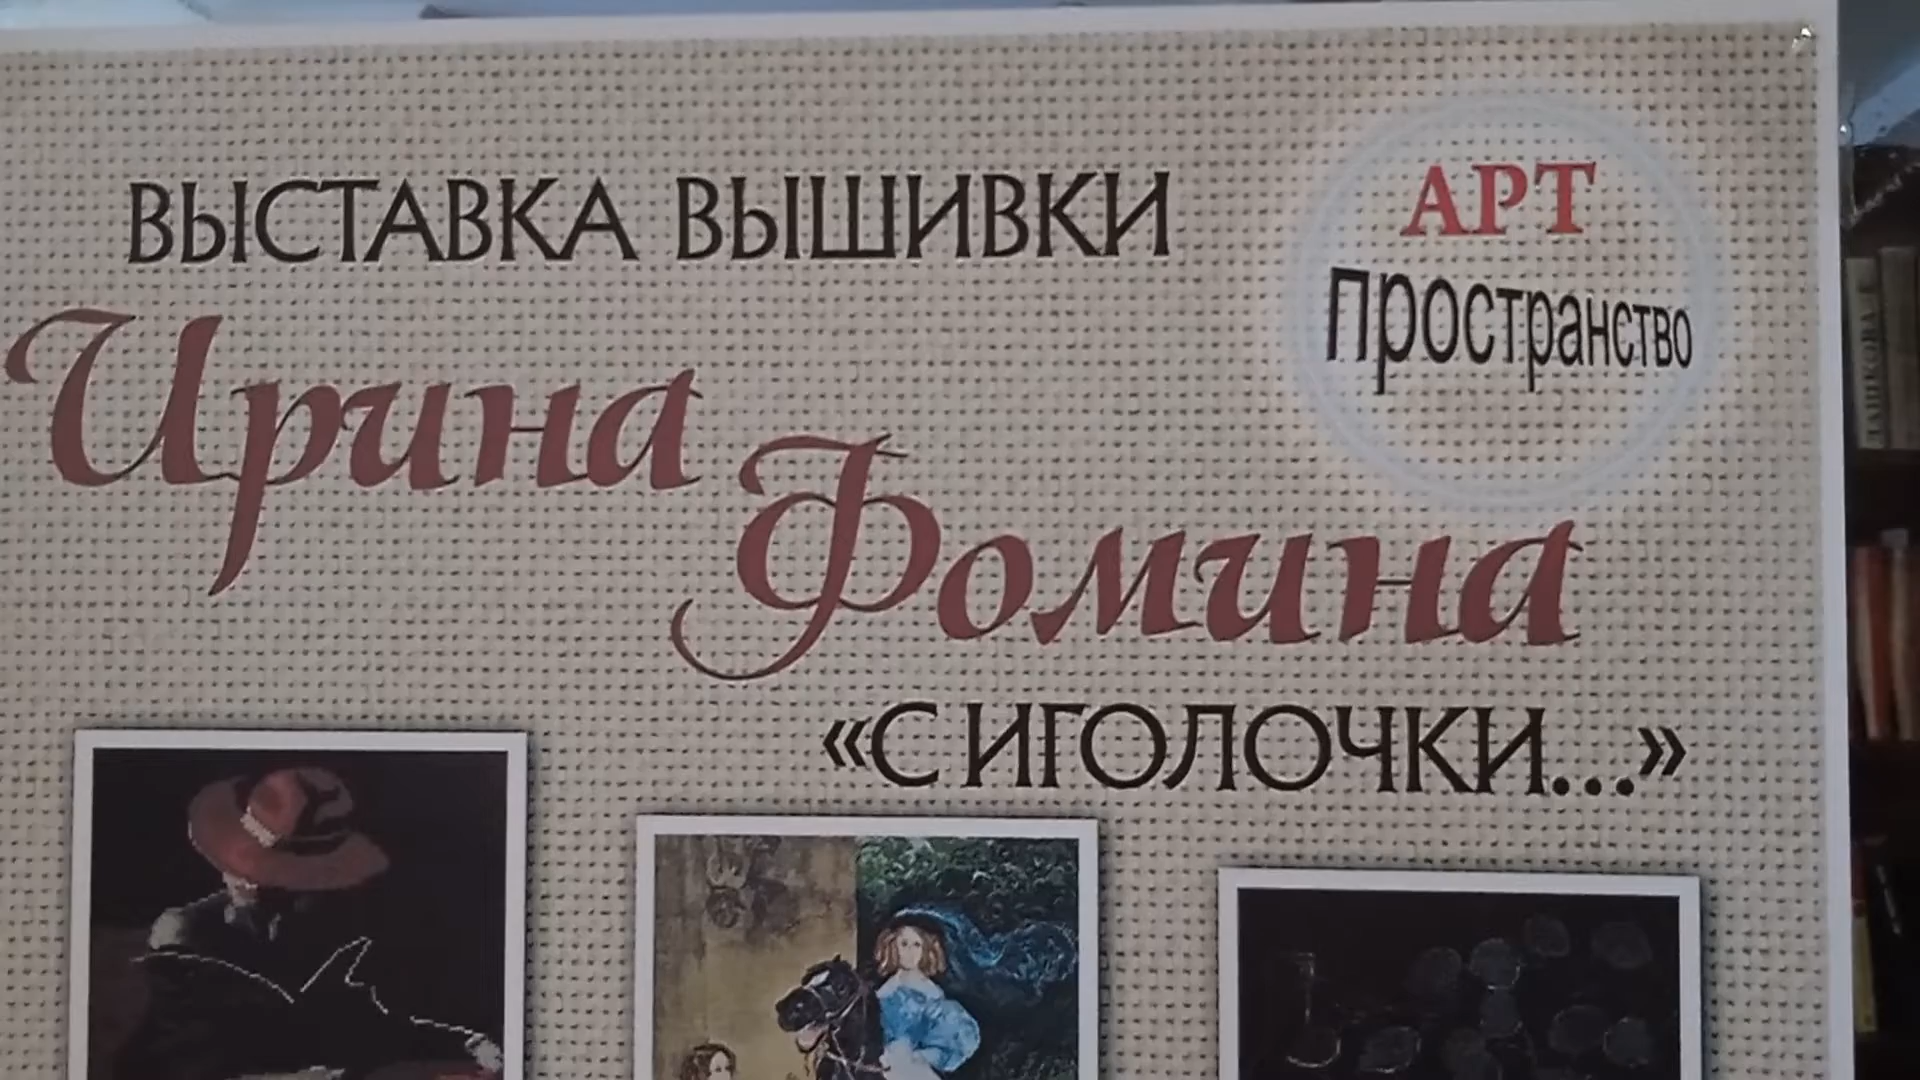 ВЫСТАВКА ВЫШИВКИ
АРТ
пространство
Ирина
Фомина
«С ИГОЛОЧКИ...»